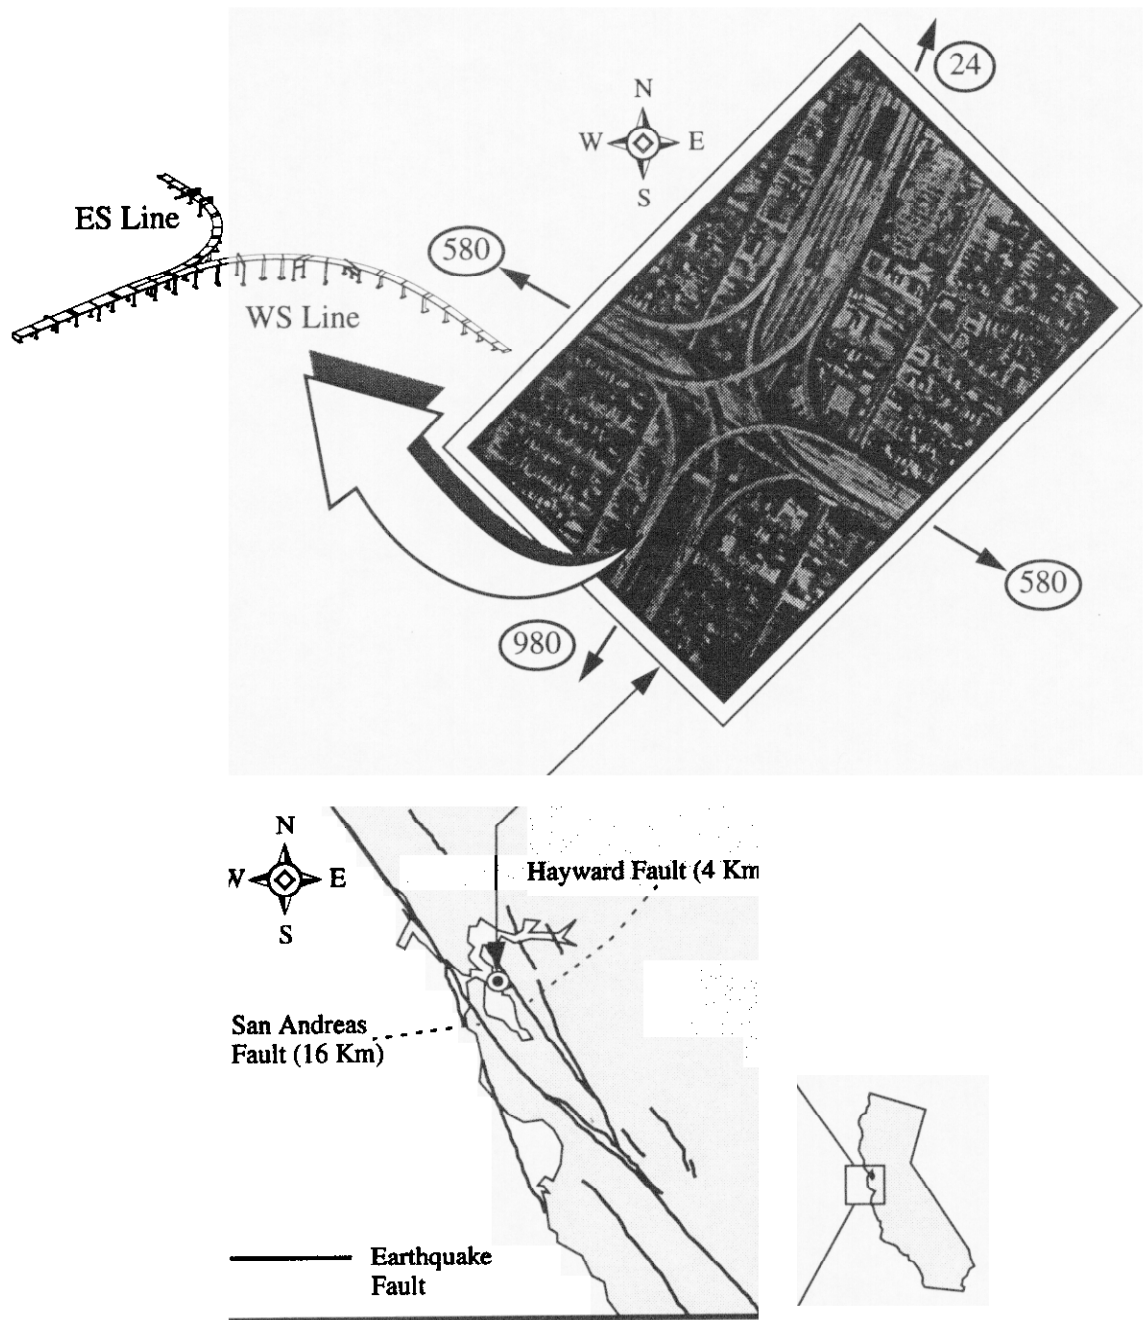 24
N
W E
S
ES Line
580
WS Line
580
980
N
W E
S
Hayward Fault (4 Km
San Andreas
Fault (16 Km)
Earthquake
Fault